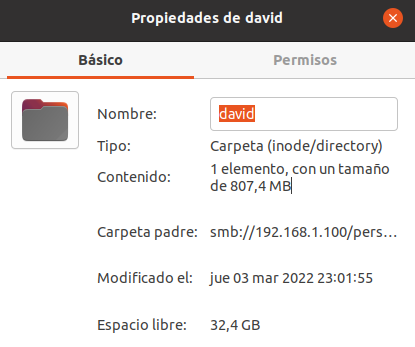 Propiedades de david
Básico
Permisos
Nombre: david
Tipo: Carpeta (inode/directory)
Contenido: 1 elemento, con un tamaño
de 807,4 MB
Carpeta padre: smb://192.168.1.100/pers...
Modificado el: jue 03 mar 2022 23:01:55
Espacio libre: 32,4 GB